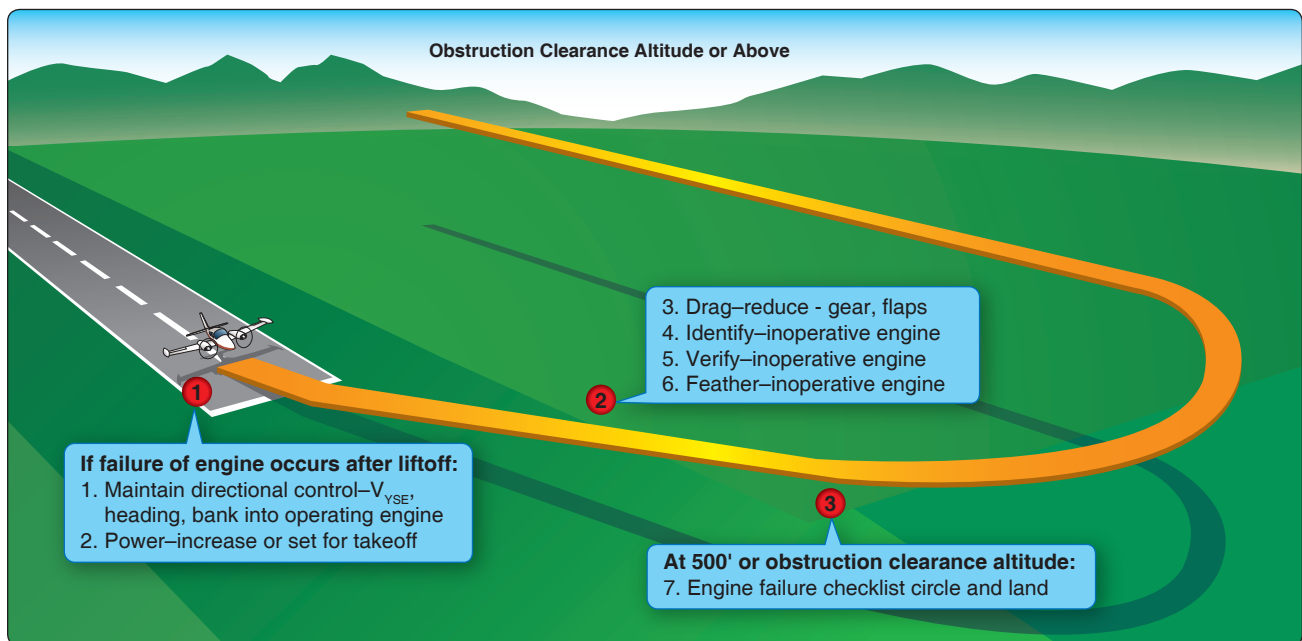 Obstruction Clearance Altitude or Above
1
If failure of engine occurs after liftoff:
1. Maintain directional control–VYSE,
heading, bank into operating engine
2. Power–increase or set for takeoff
2
3. Drag–reduce - gear, flaps
4. Identify–inoperative engine
5. Verify–inoperative engine
6. Feather–inoperative engine
3
At 500' or obstruction clearance altitude:
7. Engine failure checklist circle and land